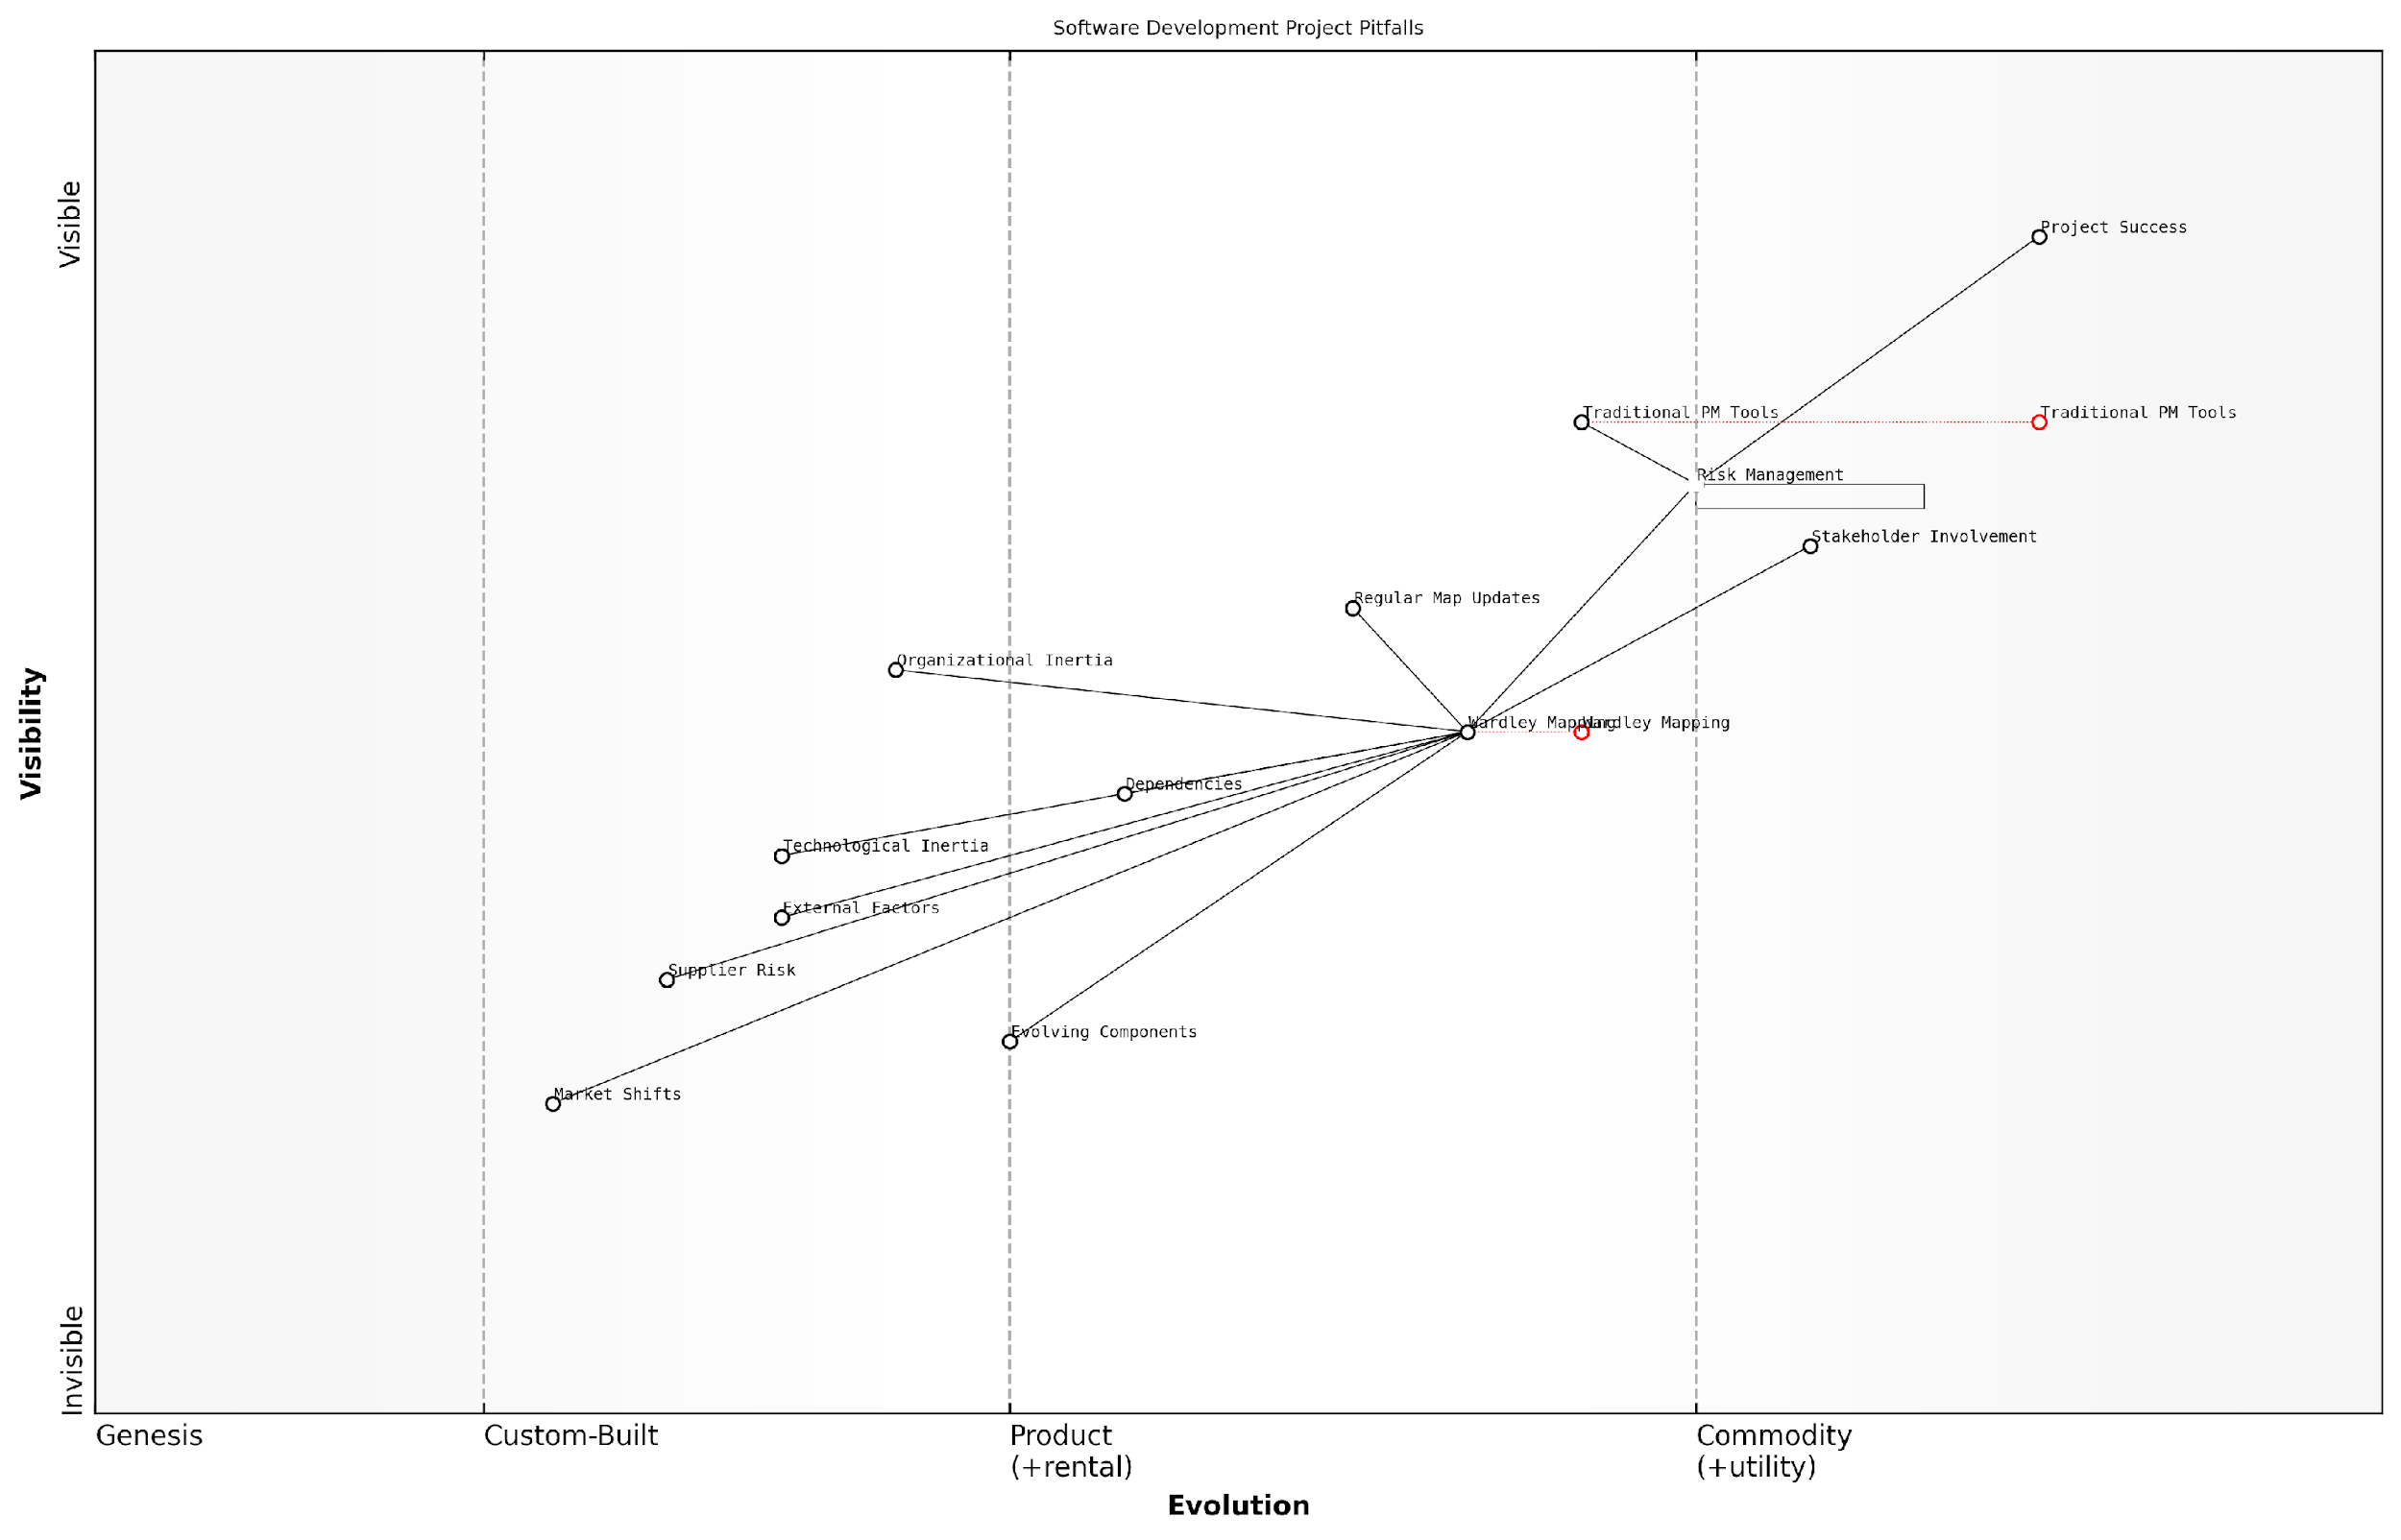 Software Development Project Pitfalls
Visible
Project Success
Traditional PM Tools
Traditional PM Tools
Risk Management
Stakeholder Involvement
Regular Map Updates
Organizational Inertia
Visibility
Wardley Mapping
Wardley Mapping
Dependencies
Technological Inertia
External Factors
Supplier Risk
Evolving Components
Market Shifts
Invisible
Genesis
Custom-Built
Product
(+rental)
Commodity
(+utility)
Evolution